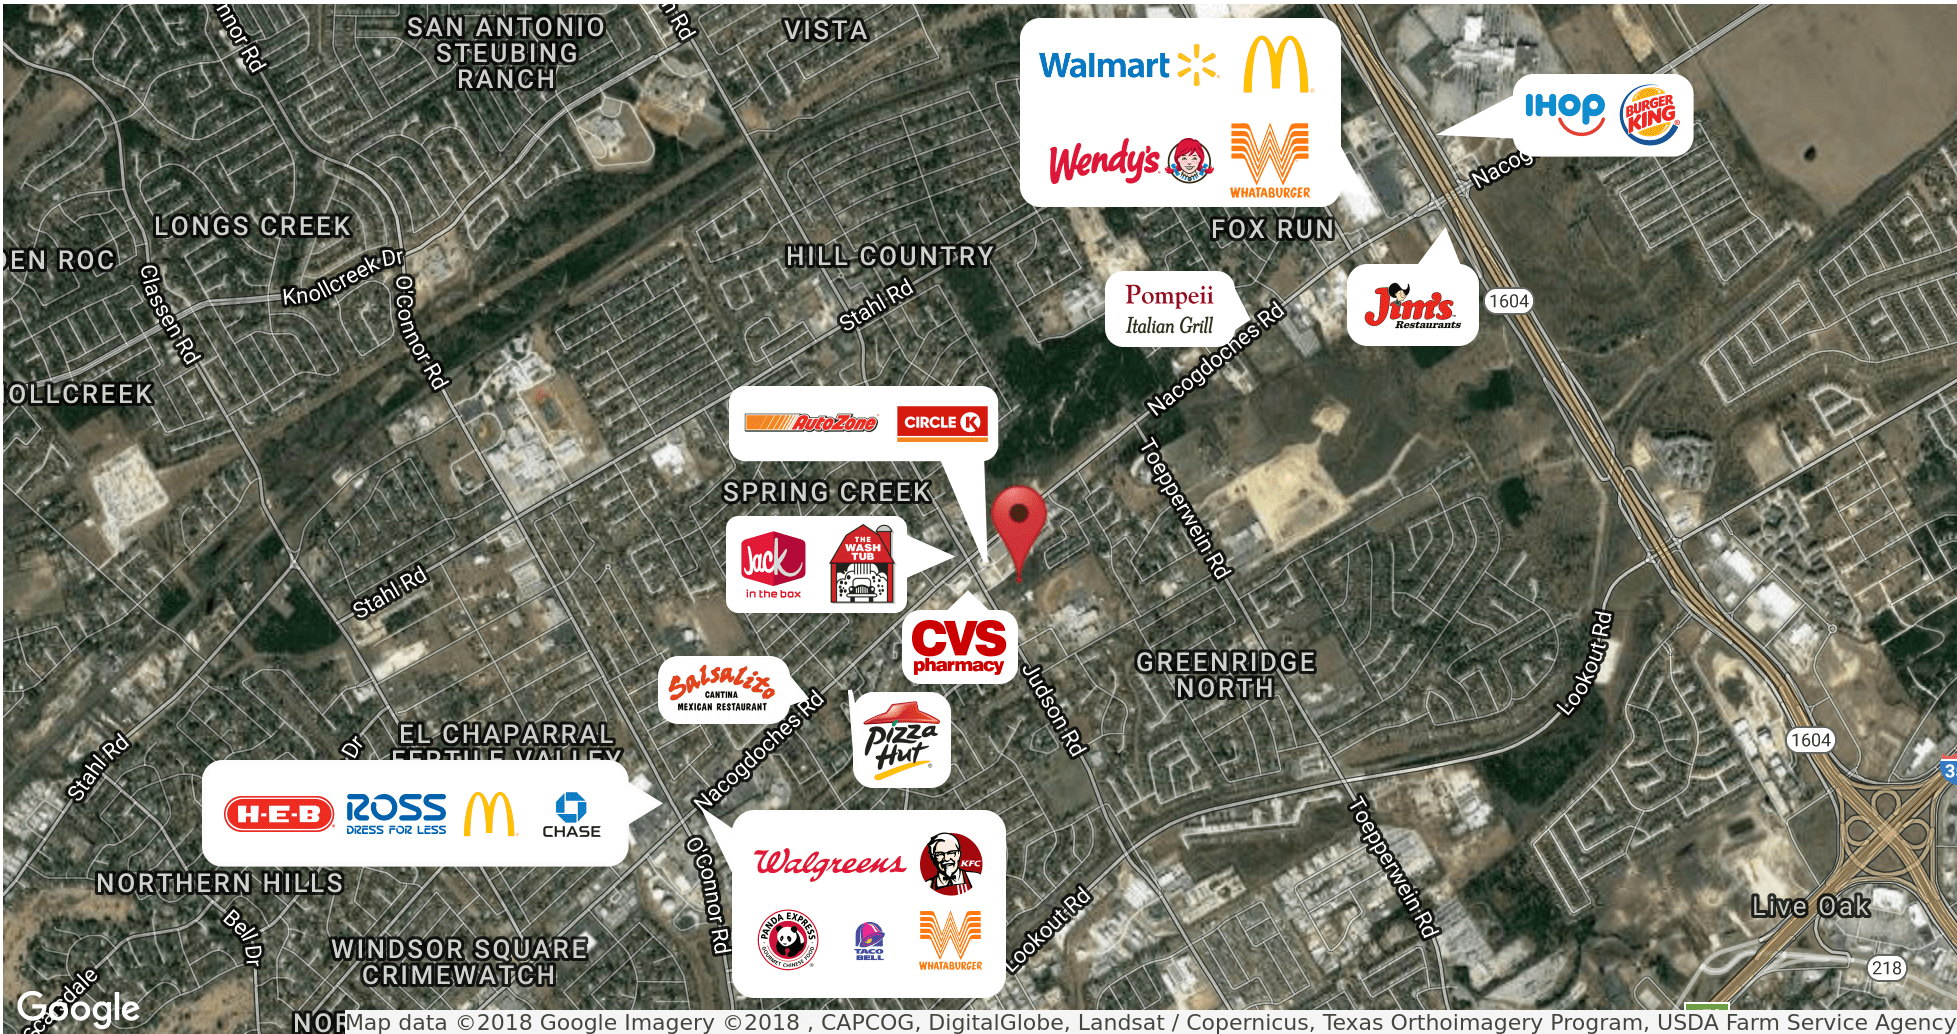 SAN ANTONIO
STEUBING
RANCH
VISTA
Walmart
WHATABURGER
Wendy's
IHOP
BURGER
KING
Nacog
FOX RUN
LONGS CREEK
Knollcreek Dr
Classen Rd
O'Connor Rd
HILL COUNTRY
Stahl Rd
Pompeii
Italian Grill
Jim's
Restaurants
1604
Nacogdoches Rd
AutoZone
CIRCLE K
SPRING CREEK
Jack
in the box
THE
WASH
TUB
Toepperwein Rd
Stahl Rd
CVS
pharmacy
Judson Rd
GREENRIDGE
NORTH
Lookout Rd
Salsalito
CANTINA
MEXICAN RESTAURANT
Pizza
Hut
Nacogdoches Rd
1604
Stahl Rd
EL CHAPARRAL
FERTILE VALLEY
Dr
H-E-B
ROSS
DRESS FOR LESS
CHASE
O'Connor Rd
Walgreens
KFC
PANDA EXPRESS
GOURMET CHINESE FOOD
TACO
BELL
WHATABURGER
Toepperwein Rd
Lookout Rd
NORTHERN HILLS
Bell Dr
WINDSOR SQUARE
CRIMEWATCH
Live Oak
218
Google
Map data ©2018 Google Imagery ©2018 , CAPCOG, DigitalGlobe, Landsat / Copernicus, Texas Orthoimagery Program, USDA Farm Service Agency